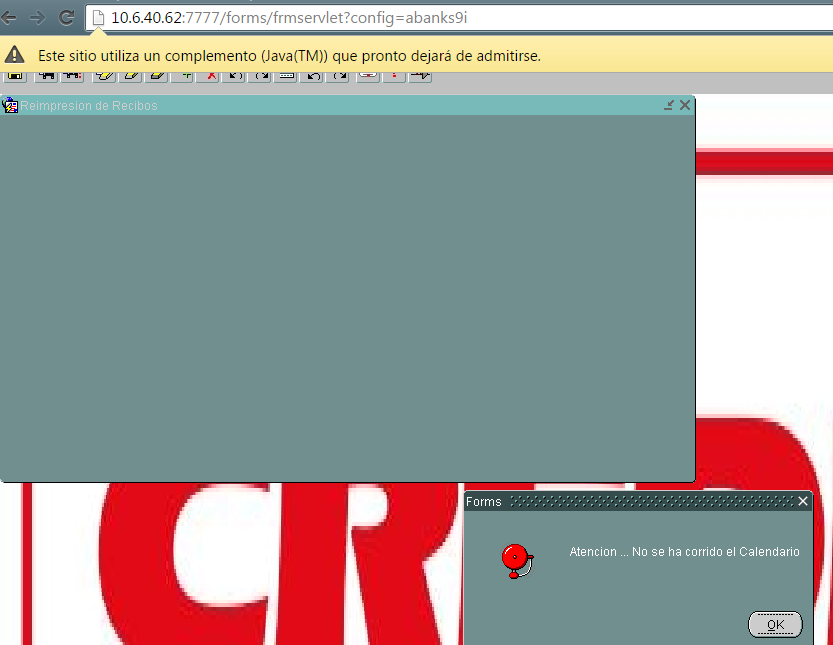 10.6.40.62:7777/forms/frmservlet?config=abanks9i
Este sitio utiliza un complemento (Java(TM)) que pronto dejará de admitirse.
Reimpresion de Recibos
Forms
Atencion ... No se ha corrido el Calendario
OK